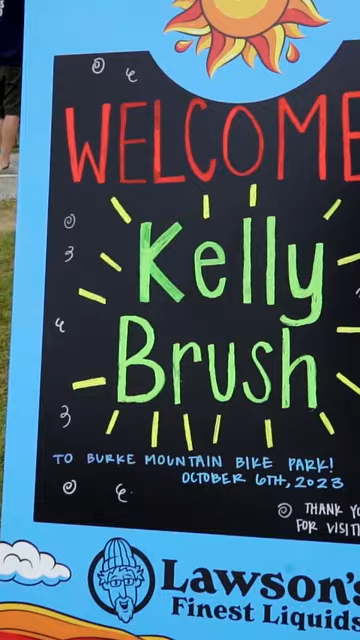 WELCOME
Kelly
Brush
TO BURKE MOUNTAIN BIKE PARK!
OCTOBER 6TH, 2023
THANK YO
FOR VISIT
Lawson's
Finest Liquids